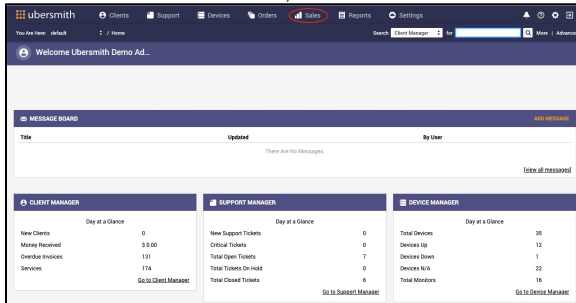 ubersmith Clients Support Devices Orders Sales Reports Settings
You Are Here: default / Home Search Client Manager for More | Advance
Welcome Ubersmith Demo Ad...
MESSAGE BOARD ADD MESSAGE
Title Updated By User
There Are No Messages.
[view all messages]
CLIENT MANAGER
Day at a Glance
New Clients 0
Money Received $ 0.00
Overdue Invoices 131
Services 174
Go to Client Manager
SUPPORT MANAGER
Day at a Glance
New Support Tickets 0
Critical Tickets 0
Total Open Tickets 7
Total Tickets On Hold 0
Total Closed Tickets 6
Go to Support Manager
DEVICE MANAGER
Day at a Glance
Total Devices 35
Devices Up 12
Devices Down 1
Devices N/A 22
Total Monitors 16
Go to Device Manager